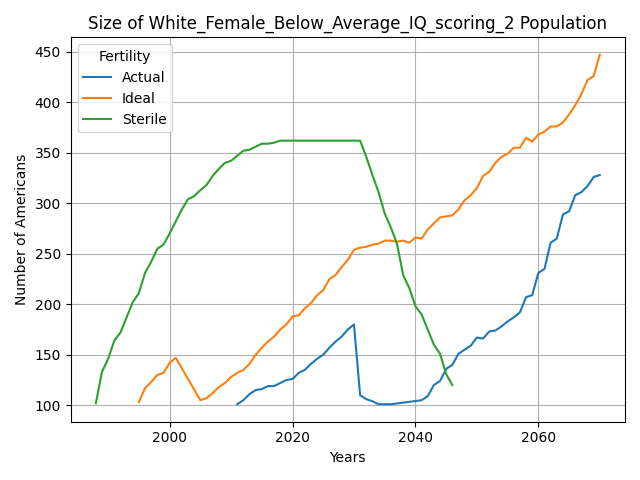 Size of White_Female_Below_Average_IQ_scoring_2 Population
Fertility
Actual
Ideal
Sterile
Number of Americans
450
400
350
300
250
200
150
100
2000
2020
2040
2060
Years